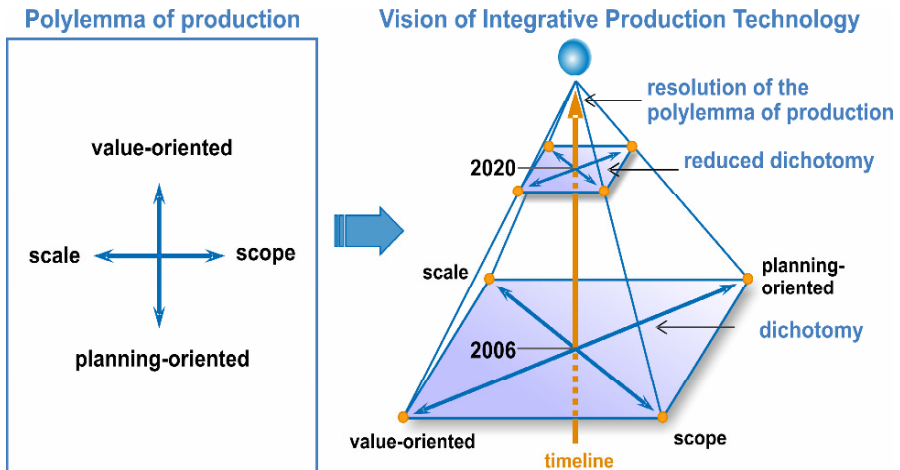 Polylemma of production
value-oriented
scale
scope
planning-oriented
Vision of Integrative Production Technology
resolution of the
polylemma of production
2020
reduced dichotomy
scale
planning-
oriented
dichotomy
2006
value-oriented
scope
timeline